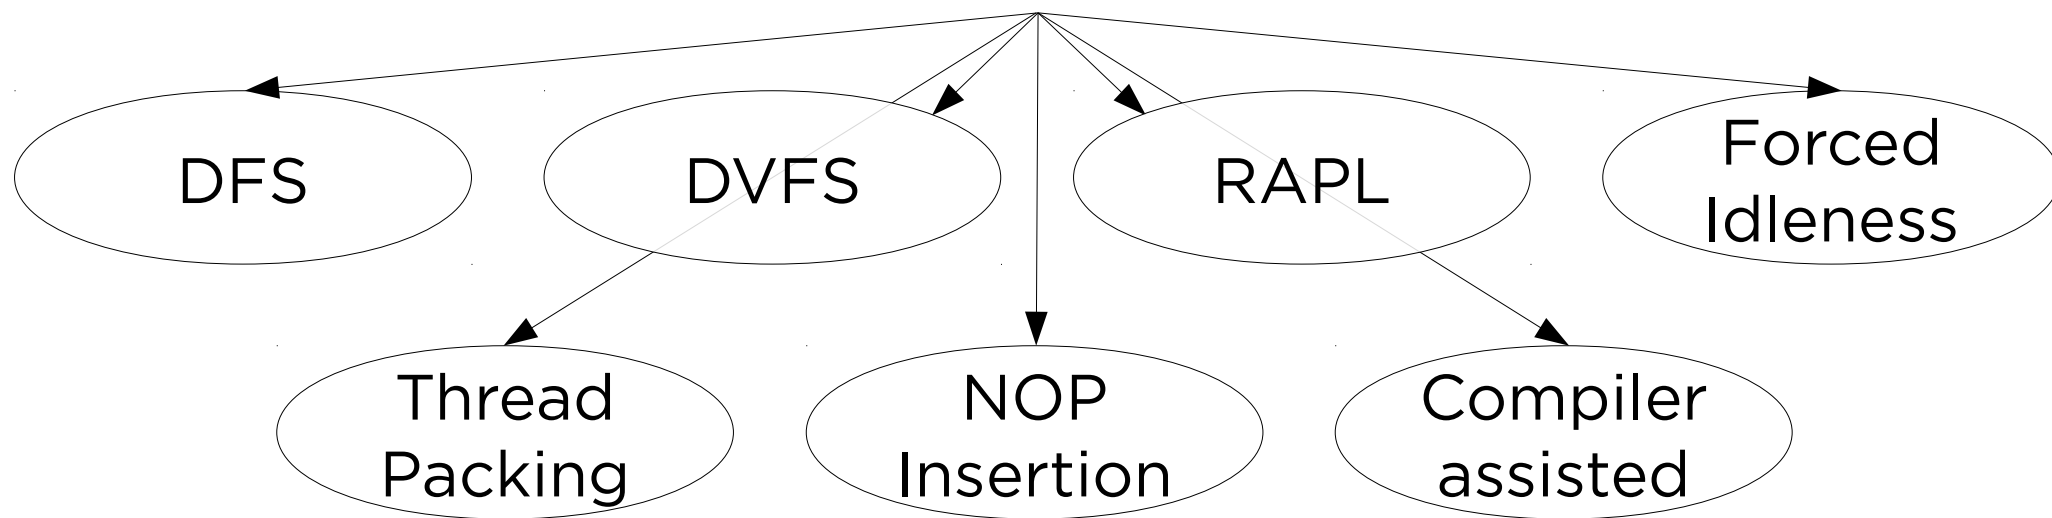 DFS
DVFS
RAPL
Forced
Idleness
Thread
Packing
NOP
Insertion
Compiler
assisted